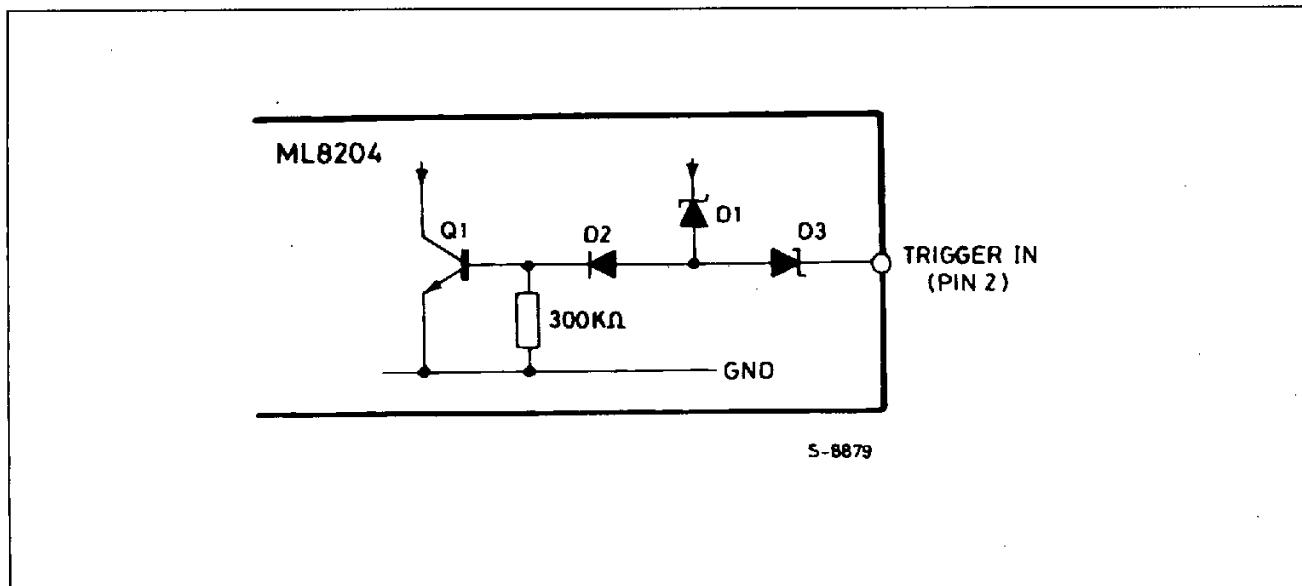 ML8204
Q1
D2
D1
D3
TRIGGER IN
(PIN 2)
300KΩ
GND
S-8879